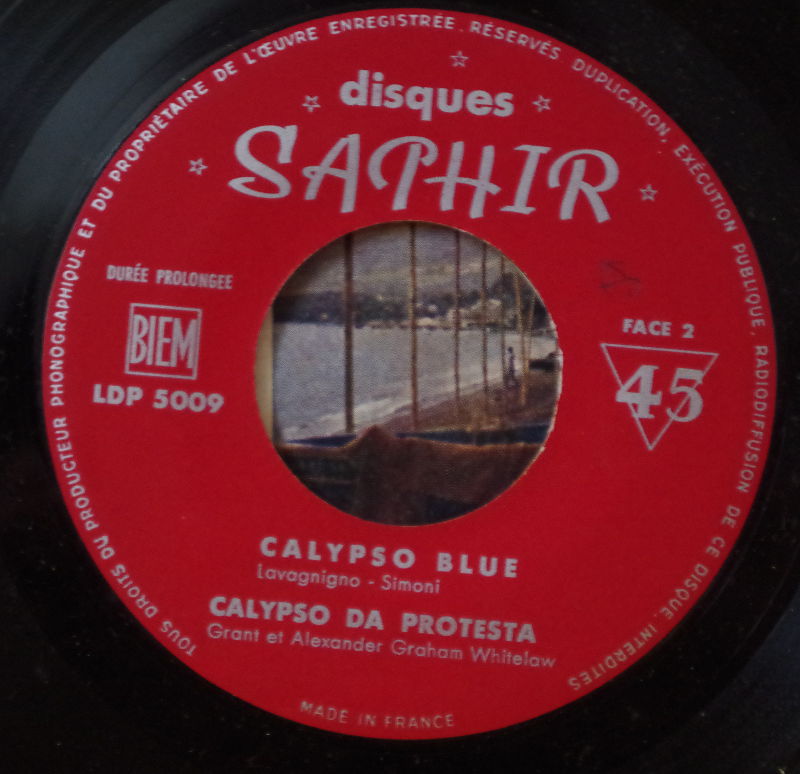 TOUS DROITS DU PRODUCTEUR PHONOGRAPHIQUE ET DU PROPRIÉTAIRE DE L'ŒUVRE ENREGISTRÉE, RÉSERVÉS. DUPLICATION, EXÉCUTION PUBLIQUE, RADIODIFFUSION DE CE DISQUE, INTERDITES
disques
SAPHIR
DURÉE PROLONGEE
BIEM
LDP 5009
FACE 2
45
CALYPSO BLUE
Lavagnigno - Simoni
CALYPSO DA PROTESTA
Grant et Alexander Graham Whitelaw
MADE IN FRANCE